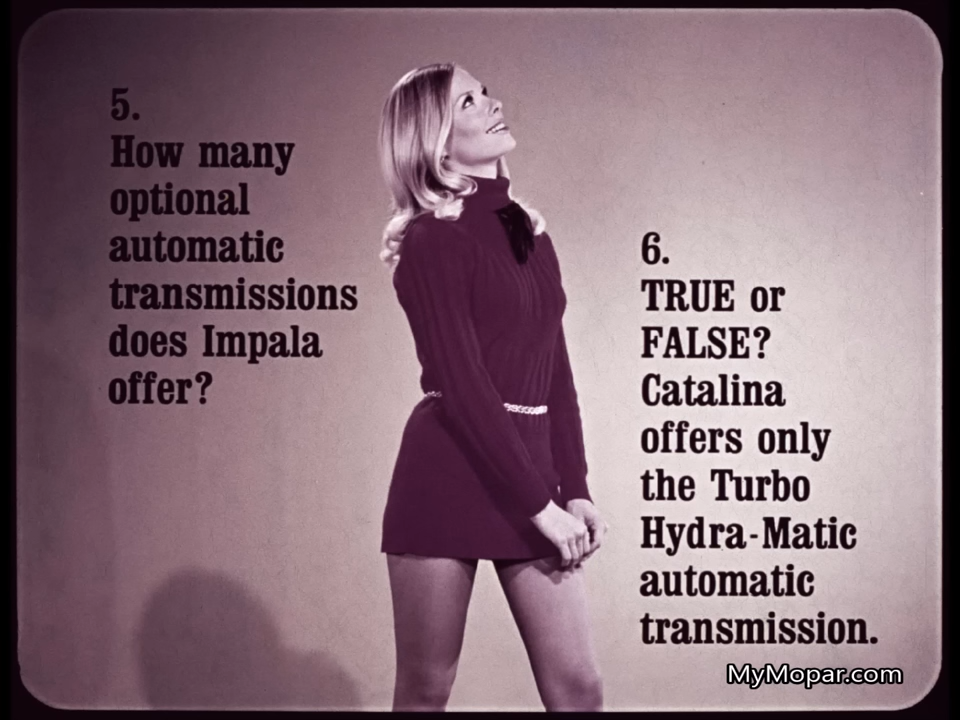 5.
How many
optional
automatic
transmissions
does Impala
offer?
6.
TRUE or
FALSE?
Catalina
offers only
the Turbo
Hydra-Matic
automatic
transmission.
MyMopar.com